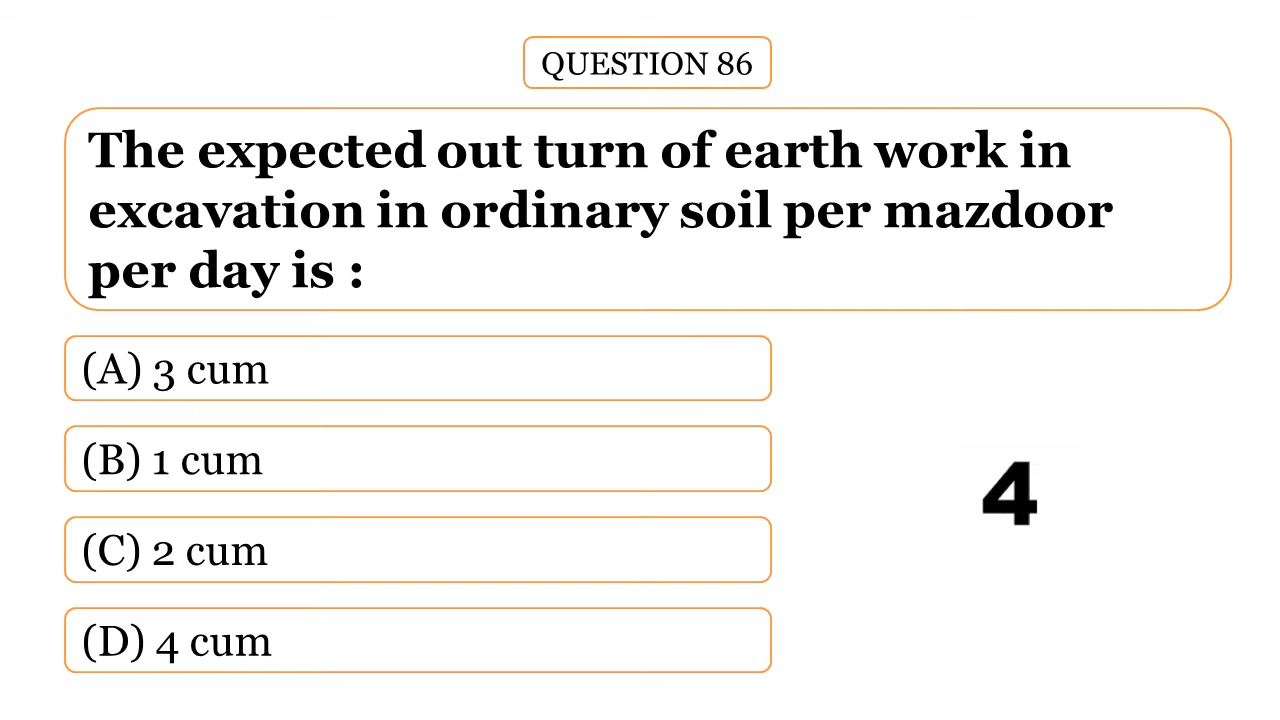 QUESTION 86
The expected out turn of earth work in
excavation in ordinary soil per mazdoor
per day is :
(A) 3 cum
(B) 1 cum
(C) 2 cum
(D) 4 cum
4